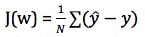 J(w) = 1/N ∑(ŷ − y)